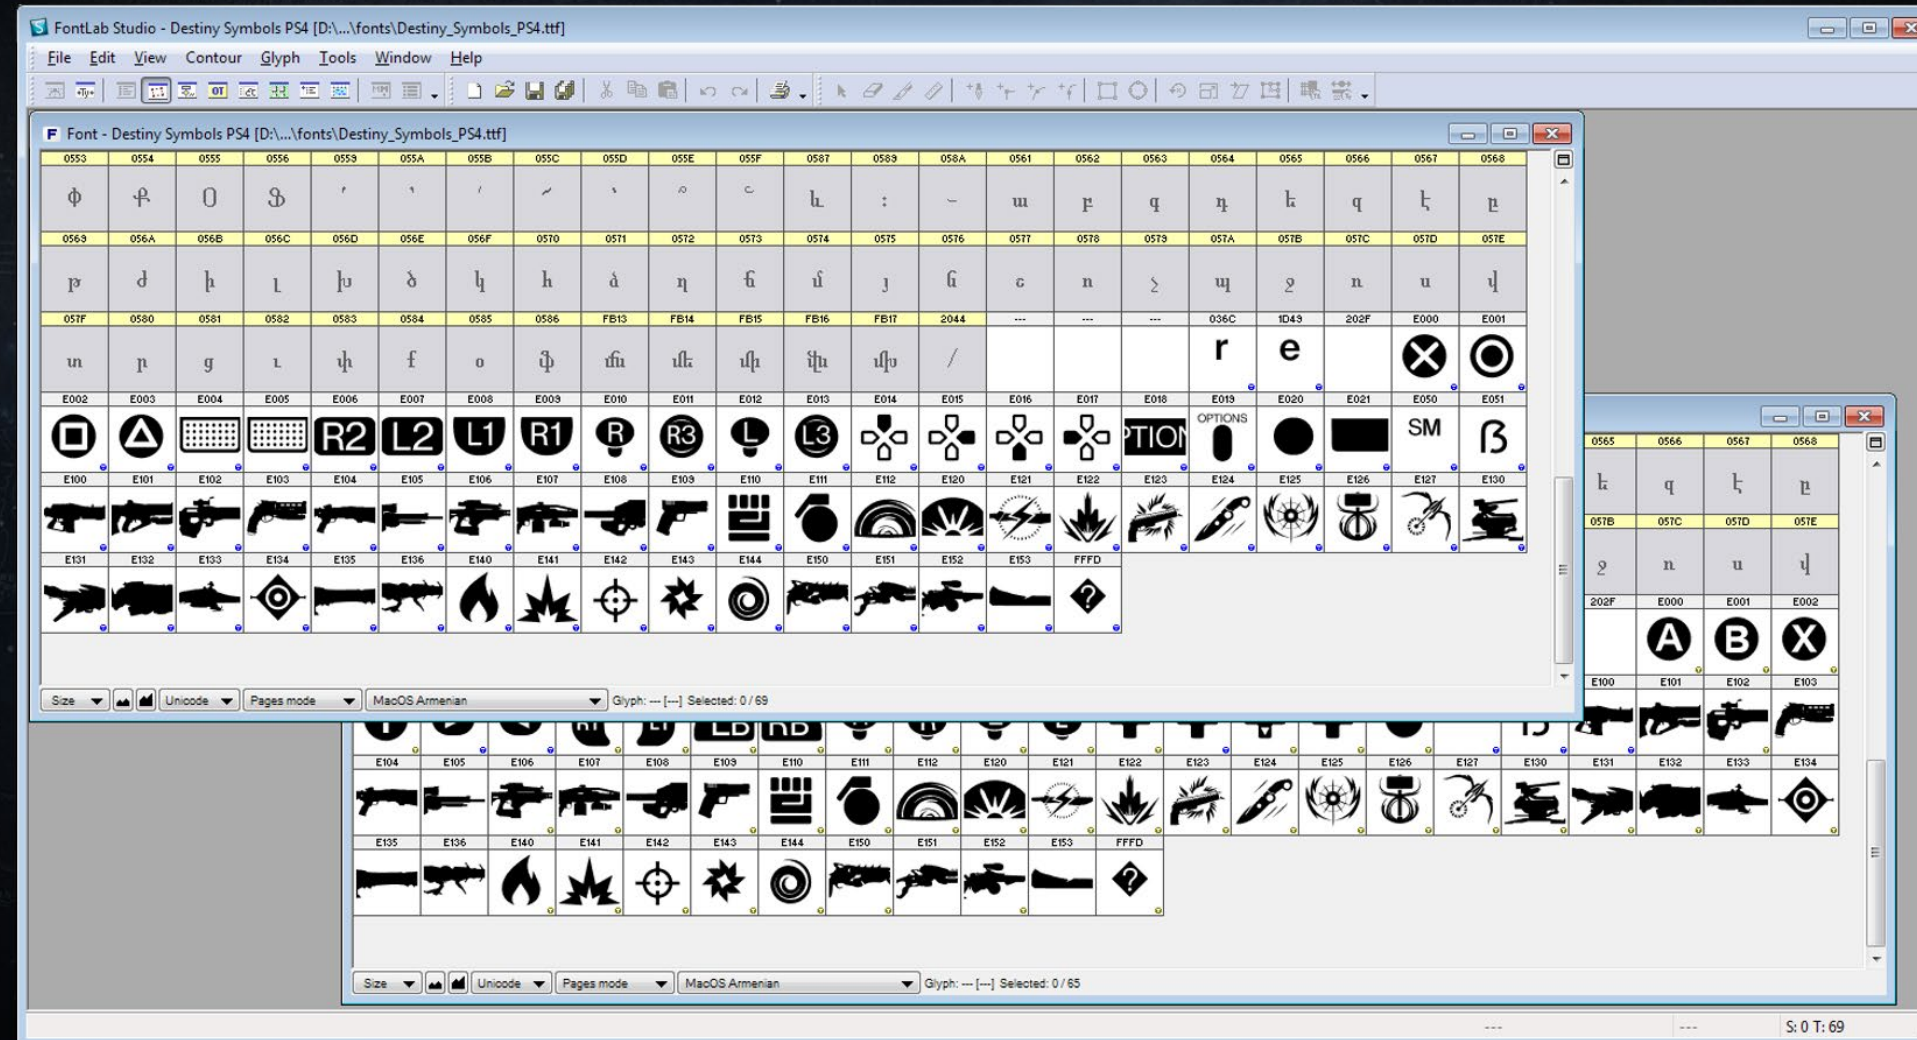 FontLab Studio - Destiny Symbols PS4 [D:\...\fonts\Destiny_Symbols_PS4.ttf]
File Edit View Contour Glyph Tools Window Help
Font - Destiny Symbols PS4 [D:\...\fonts\Destiny_Symbols_PS4.ttf]
0553 0554 0555 0556 0559 055A 055B 055C 055D 055E 055F 0587 0589 058A 0561 0562 0563 0564 0565 0566 0567 0568
փ ք Օ Ֆ ՙ ՚ ՛ ՜ ՝ ՞ ՟ և ։ ֊ ա բ գ դ ե զ է ը
0569 056A 056B 056C 056D 056E 056F 0570 0571 0572 0573 0574 0575 0576 0577 0578 0579 057A 057B 057C 057D 057E
թ ժ ի լ խ ծ կ հ ձ ղ ճ մ յ ն շ ո չ պ ջ ռ ս վ
057F 0580 0581 0582 0583 0584 0585 0586 FB13 FB14 FB15 FB16 FB17 2044 --- --- --- 036C 1D49 202F E000 E001
տ ր ց ւ փ ք օ ֆ ﬓ ﬔ ﬕ ﬖ ﬗ ⁄ r e
E002 E003 E004 E005 E006 E007 E008 E009 E010 E011 E012 E013 E014 E015 E016 E017 E018 E019 E020 E021 E050 E051
R2 L2 L1 R1 R R3 L L3 PTION OPTIONS SM ß
E100 E101 E102 E103 E104 E105 E106 E107 E108 E109 E110 E111 E112 E120 E121 E122 E123 E124 E125 E126 E127 E130
E131 E132 E133 E134 E135 E136 E140 E141 E142 E143 E144 E150 E151 E152 E153 FFFD
?
Size Unicode Pages mode MacOS Armenian Glyph: --- [---] Selected: 0 / 69
0565 0566 0567 0568
ե զ է ը
057B 057C 057D 057E
ջ ռ ս վ
202F E000 E001 E002
A B X
E100 E101 E102 E103
LB RB
E104 E105 E106 E107 E108 E109 E110 E111 E112 E120 E121 E122 E123 E124 E125 E126 E127 E130 E131 E132 E133 E134
E135 E136 E140 E141 E142 E143 E144 E150 E151 E152 E153 FFFD
?
Size Unicode Pages mode MacOS Armenian Glyph: --- [---] Selected: 0 / 65
--- --- S: 0 T: 69